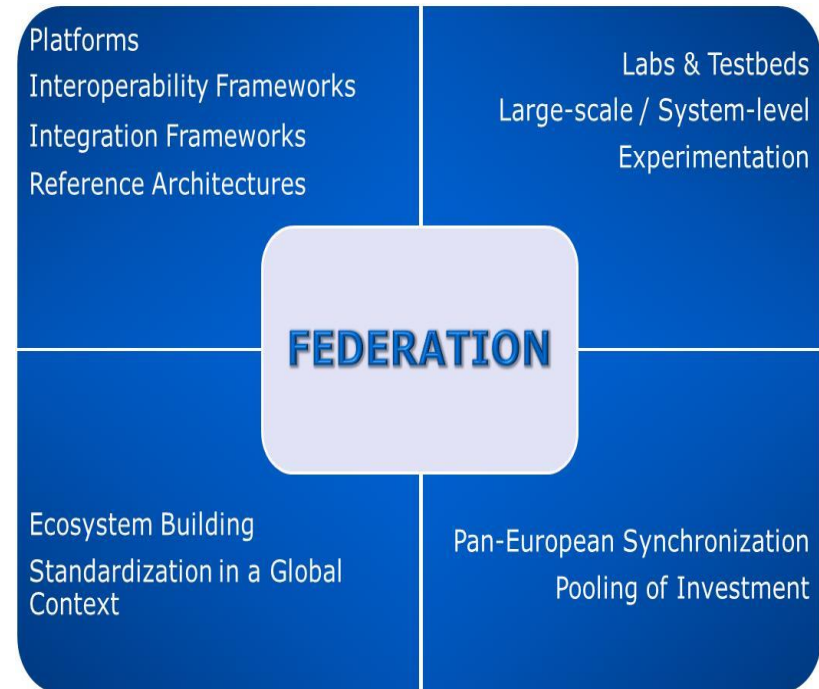 Platforms
Interoperability Frameworks
Integration Frameworks
Reference Architectures
Labs & Testbeds
Large-scale / System-level
Experimentation
FEDERATION
Ecosystem Building
Standardization in a Global
Context
Pan-European Synchronization
Pooling of Investment